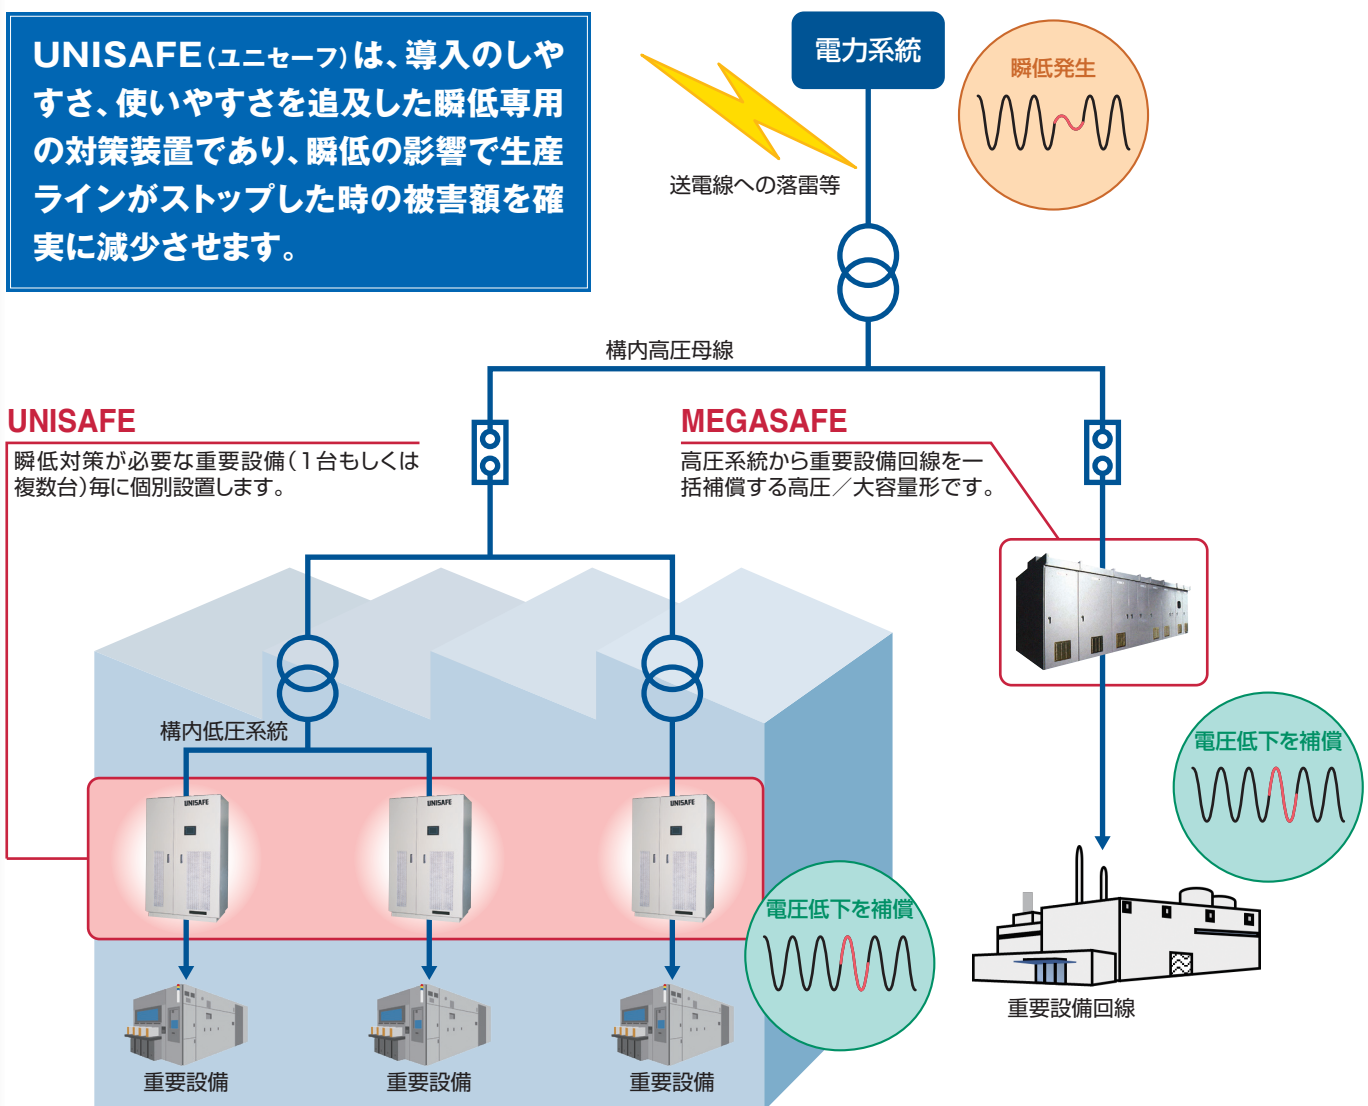 UNISAFE(ユニセーフ)は、導入のしや
すさ、使いやすさを追及した瞬低専用
の対策装置であり、瞬低の影響で生産
ラインがストップした時の被害額を確
実に減少させます。
電力系統
瞬低発生
送電線への落雷等
構内高圧母線
UNISAFE
瞬低対策が必要な重要設備(1台もしくは
複数台)毎に個別設置します。
MEGASAFE
高圧系統から重要設備回線を一
括補償する高圧/大容量形です。
構内低圧系統
UNISAFE
UNISAFE
UNISAFE
電圧低下を補償
電圧低下を補償
重要設備回線
重要設備
重要設備
重要設備